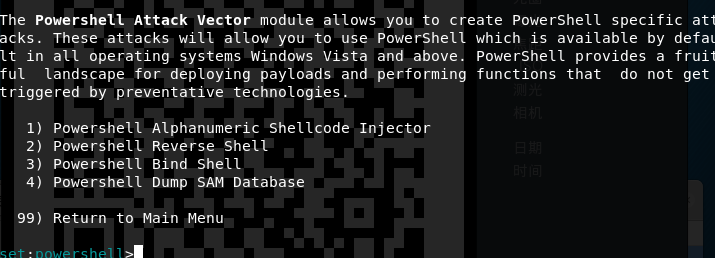 The Powershell Attack Vector module allows you to create PowerShell specific att
acks. These attacks will allow you to use PowerShell which is available by defau
lt in all operating systems Windows Vista and above. PowerShell provides a fruit
ful  landscape for deploying payloads and performing functions that  do not get
triggered by preventative technologies.
1) Powershell Alphanumeric Shellcode Injector
2) Powershell Reverse Shell
3) Powershell Bind Shell
4) Powershell Dump SAM Database
99) Return to Main Menu
set:powershell>
测光
相机
日期
时间